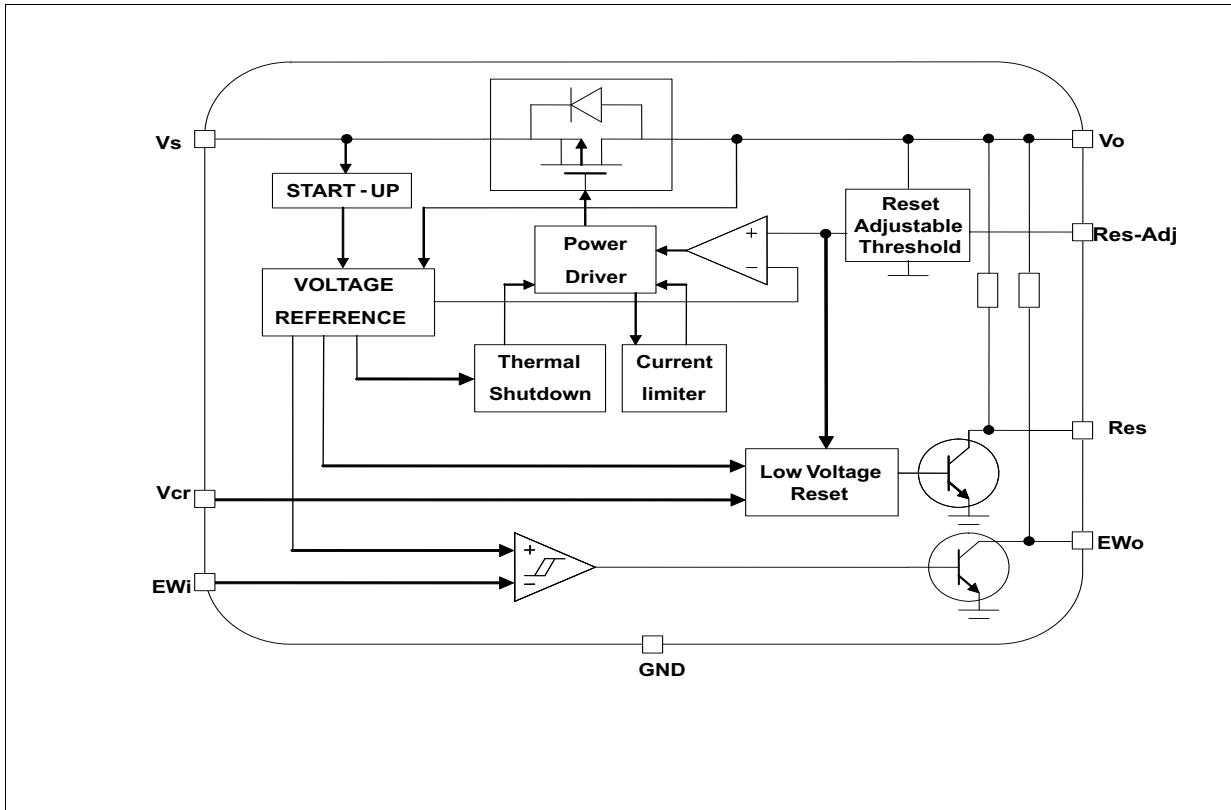 Vs
Vo
START - UP
Reset
Adjustable
Threshold
Res-Adj
Power
Driver
+
−
VOLTAGE
REFERENCE
Thermal
Shutdown
Current
limiter
Res
Low Voltage
Reset
Vcr
EWo
+
−
EWi
GND